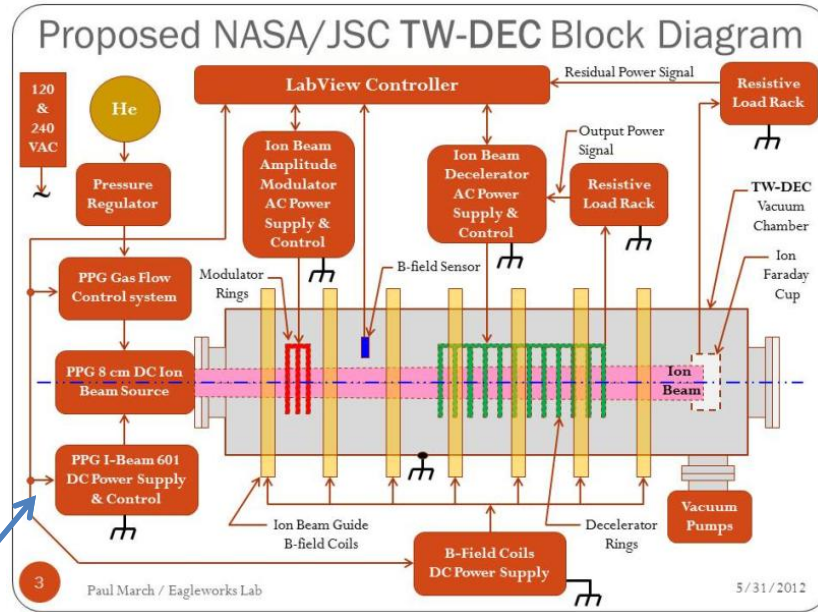 Proposed NASA/JSC TW-DEC Block Diagram
120
&
240
VAC
~
He
LabView Controller
Residual Power Signal
Resistive
Load Rack
Pressure
Regulator
Ion Beam
Amplitude
Modulator
AC Power
Supply &
Control
Ion Beam
Decelerator
AC Power
Supply &
Control
Output Power
Signal
Resistive
Load Rack
TW-DEC
Vacuum
Chamber
PPG Gas Flow
Control system
Modulator
Rings
B-field Sensor
Ion
Faraday
Cup
PPG 8 cm DC Ion
Beam Source
Ion
Beam
PPG I-Beam 601
DC Power Supply
& Control
Ion Beam Guide
B-field Coils
B-Field Coils
DC Power Supply
Decelerator
Rings
Vacuum
Pumps
3
Paul March / Eagleworks Lab
5/31/2012